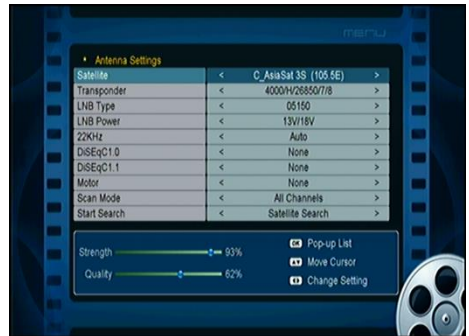 menu
Antenna Settings
Satellite < C_AsiaSat 3S (105.5E) >
Transponder < 4000/H/26850/7/8 >
LNB Type < 05150 >
LNB Power < 13V/18V >
22KHz < Auto >
DiSEqC1.0 < None >
DiSEqC1.1 < None >
Motor < None >
Scan Mode < All Channels >
Start Search < Satellite Search >
Strength 93%
Quality 62%
OK Pop-up List
Move Cursor
Change Setting